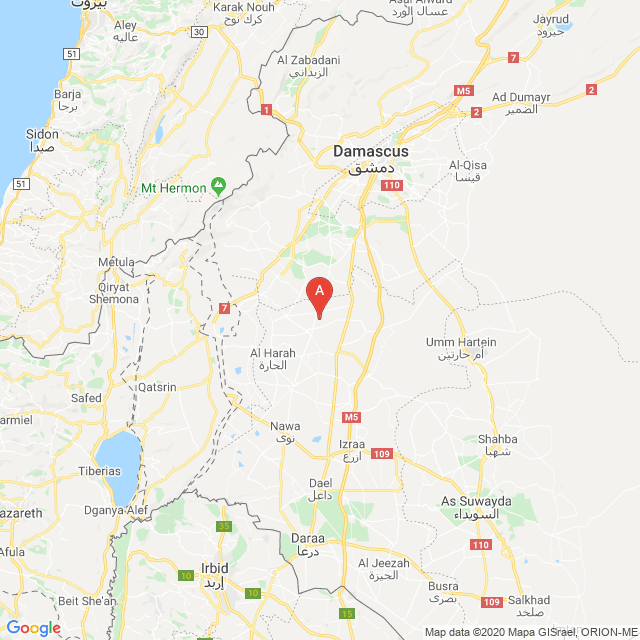 بيروت
Karak Nouh
كرك نوح
عسال الورد
Jayrud
جيرود
Aley
عاليه
30
51
7
Al Zabadani
الزبداني
M5
2
Barja
برجا
Ad Dumayr
الضمير
1
2
Sidon
صيدا
Damascus
دمشق
Al-Qisa
قيسا
51
Mt Hermon
110
Metula
Qiryat
Shemona
A
7
Umm Hartein
أم حارتين
Al Harah
الحارة
Qatsrin
Safed
armiel
M5
Nawa
نوى
Izraa
ازرع
109
Shahba
شهبا
Tiberias
Dael
داعل
As Suwayda
السويداء
Dganya Alef
azareth
35
Daraa
درعا
110
Afula
Irbid
إربد
10
10
Al Jeezah
الجيزة
Busra
بصرى
Beit She'an
15
109
Salkhad
صلخد
Google
Map data ©2020 Mapa GISrael, ORION-ME